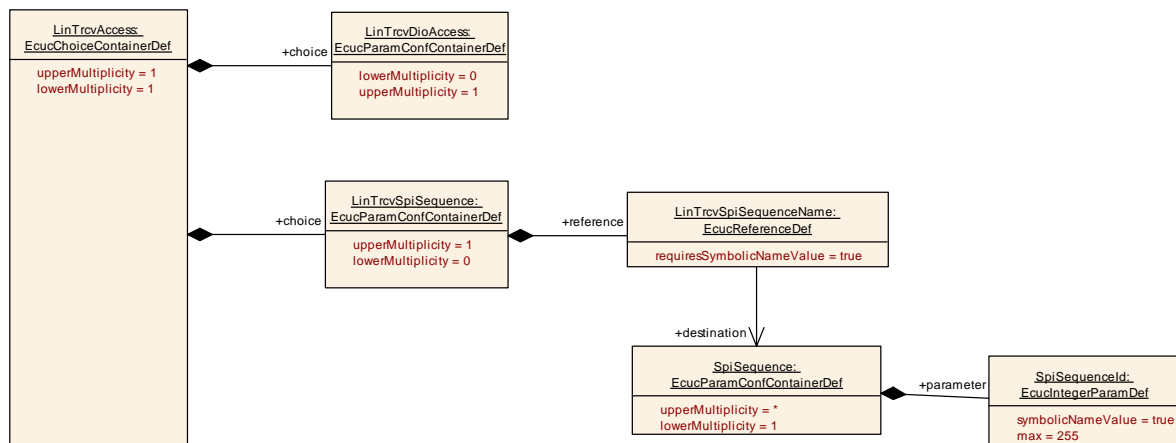 LinTrcvAccess:
EcucChoiceContainerDef
upperMultiplicity = 1
lowerMultiplicity = 1
+choice
LinTrcvDioAccess:
EcucParamConfContainerDef
lowerMultiplicity = 0
upperMultiplicity = 1
+choice
LinTrcvSpiSequence:
EcucParamConfContainerDef
upperMultiplicity = 1
lowerMultiplicity = 0
+reference
LinTrcvSpiSequenceName:
EcucReferenceDef
requiresSymbolicNameValue = true
+destination
SpiSequence:
EcucParamConfContainerDef
upperMultiplicity = *
lowerMultiplicity = 1
+parameter
SpiSequenceId:
EcucIntegerParamDef
symbolicNameValue = true
max = 255